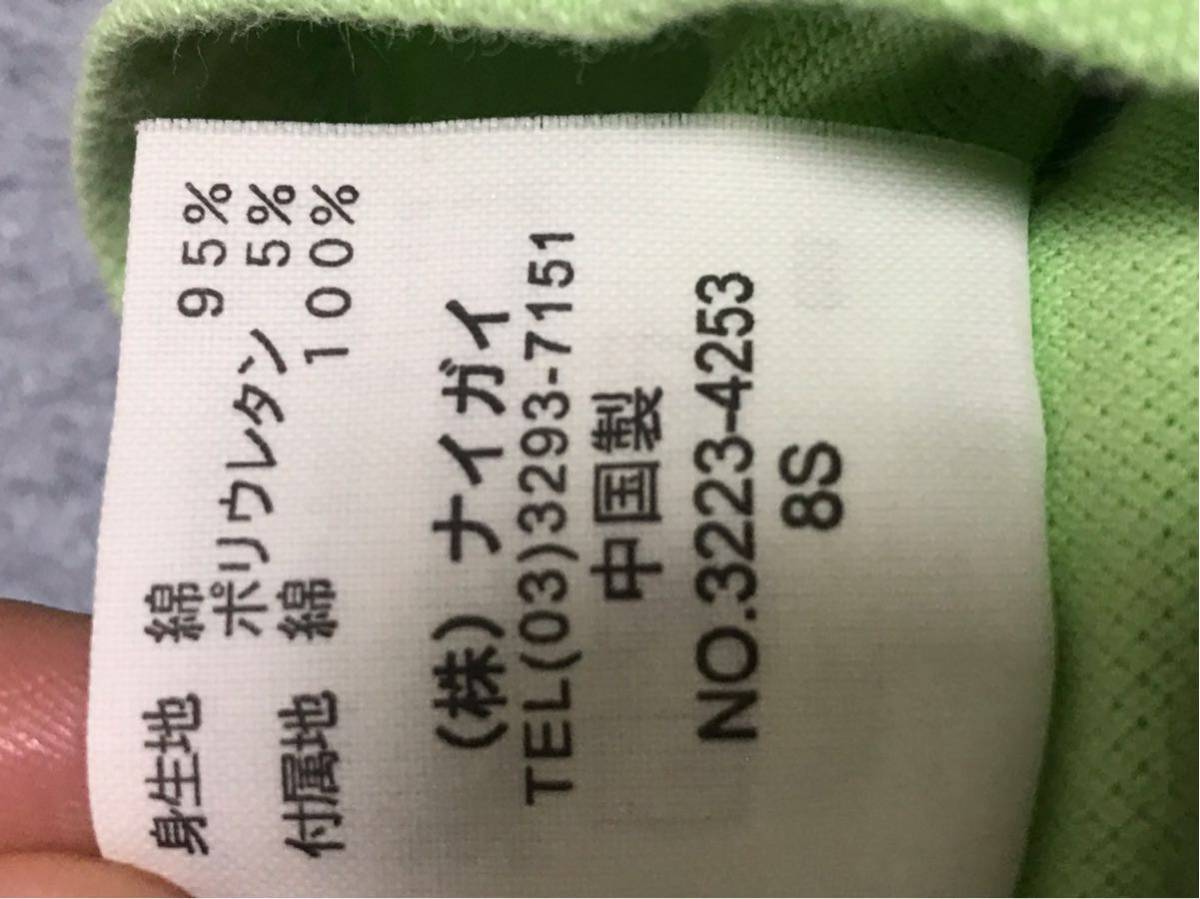 身生地 綿 95%
ポリウレタン 5%
付属地 綿 100%
(株) ナイガイ
TEL(03)3293-7151
中国製
NO.3223-4253
8S